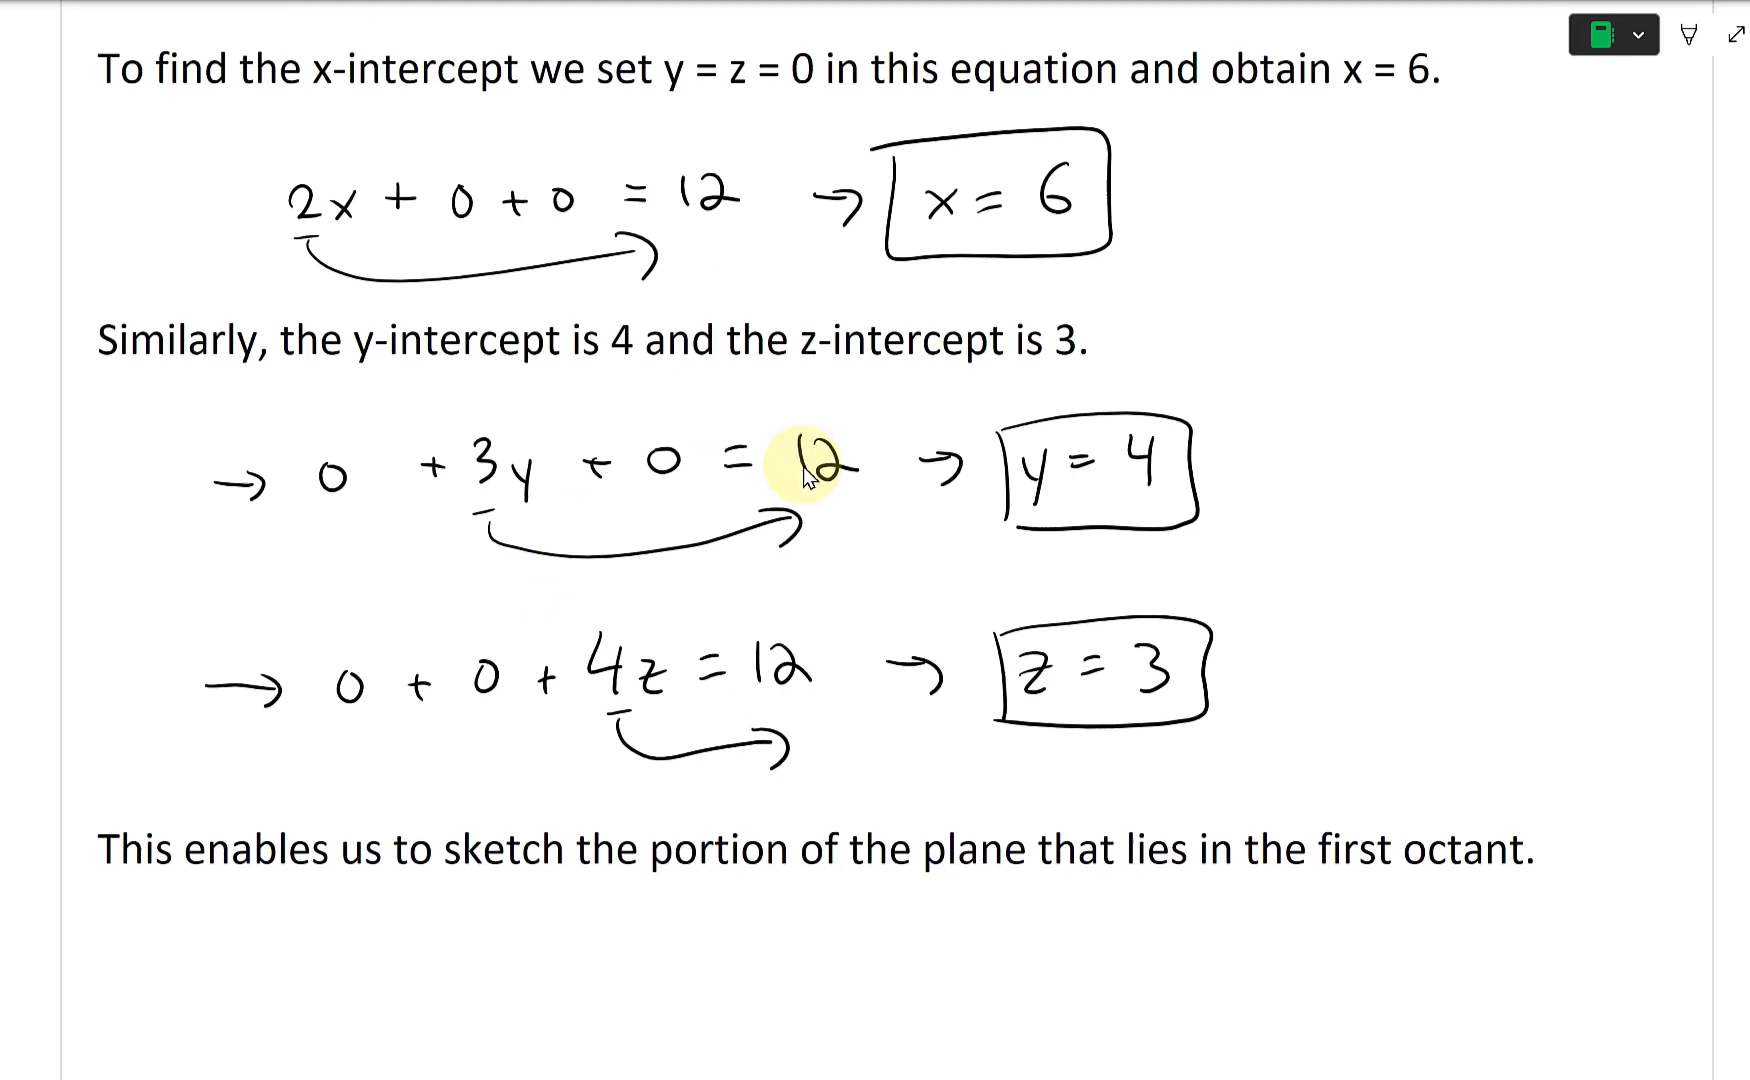 To find the x-intercept we set y = z = 0 in this equation and obtain x = 6.
2x + 0 + 0 = 12 → x = 6
Similarly, the y-intercept is 4 and the z-intercept is 3.
→ 0 + 3y + 0 = 12 → y = 4
→ 0 + 0 + 4z = 12 → z = 3
This enables us to sketch the portion of the plane that lies in the first octant.